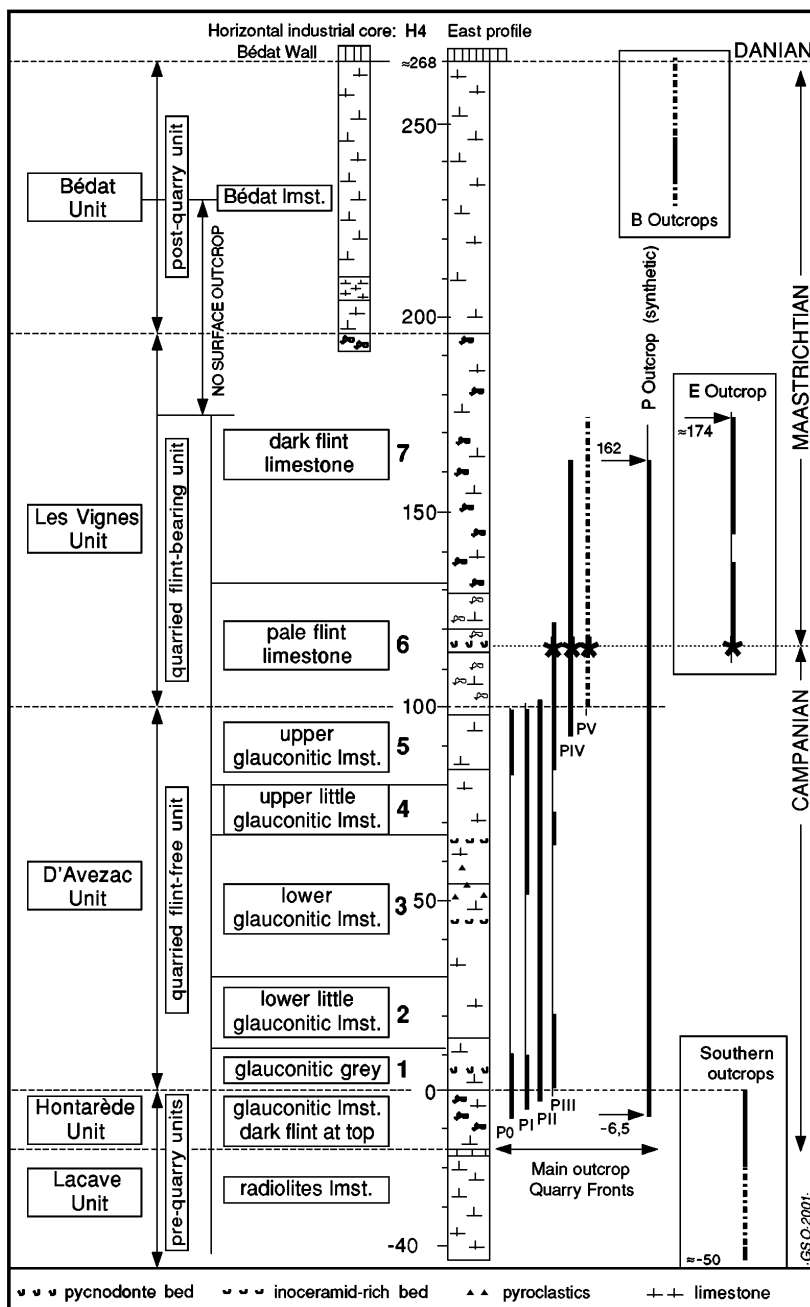 Horizontal industrial core: H4 East profile
Bédat Wall
DANIAN
≈268
250
Bédat
Unit
post-quarry unit
Bédat lmst.
NO SURFACE OUTCROP
B Outcrops
200
P Outcrop (synthetic)
MAASTRICHTIAN
E Outcrop
≈174
dark flint
limestone
7
162
150
Les Vignes
Unit
quarried flint-bearing unit
pale flint
limestone
6
100
CAMPANIAN
PV
PIV
upper
glauconitic lmst.
5
upper little
glauconitic lmst.
4
D'Avezac
Unit
quarried flint-free unit
lower
glauconitic lmst.
3
50
lower little
glauconitic lmst.
2
glauconitic grey
1
Southern
outcrops
0
Hontarède
Unit
pre-quarry units
glauconitic lmst.
dark flint at top
P0
PI
PII
PIII
-6,5
Main outcrop
Quarry Fronts
Lacave
Unit
radiolites lmst.
-40
≈-50
GS.O-2001
pycnodonte bed
inoceramid-rich bed
pyroclastics
limestone